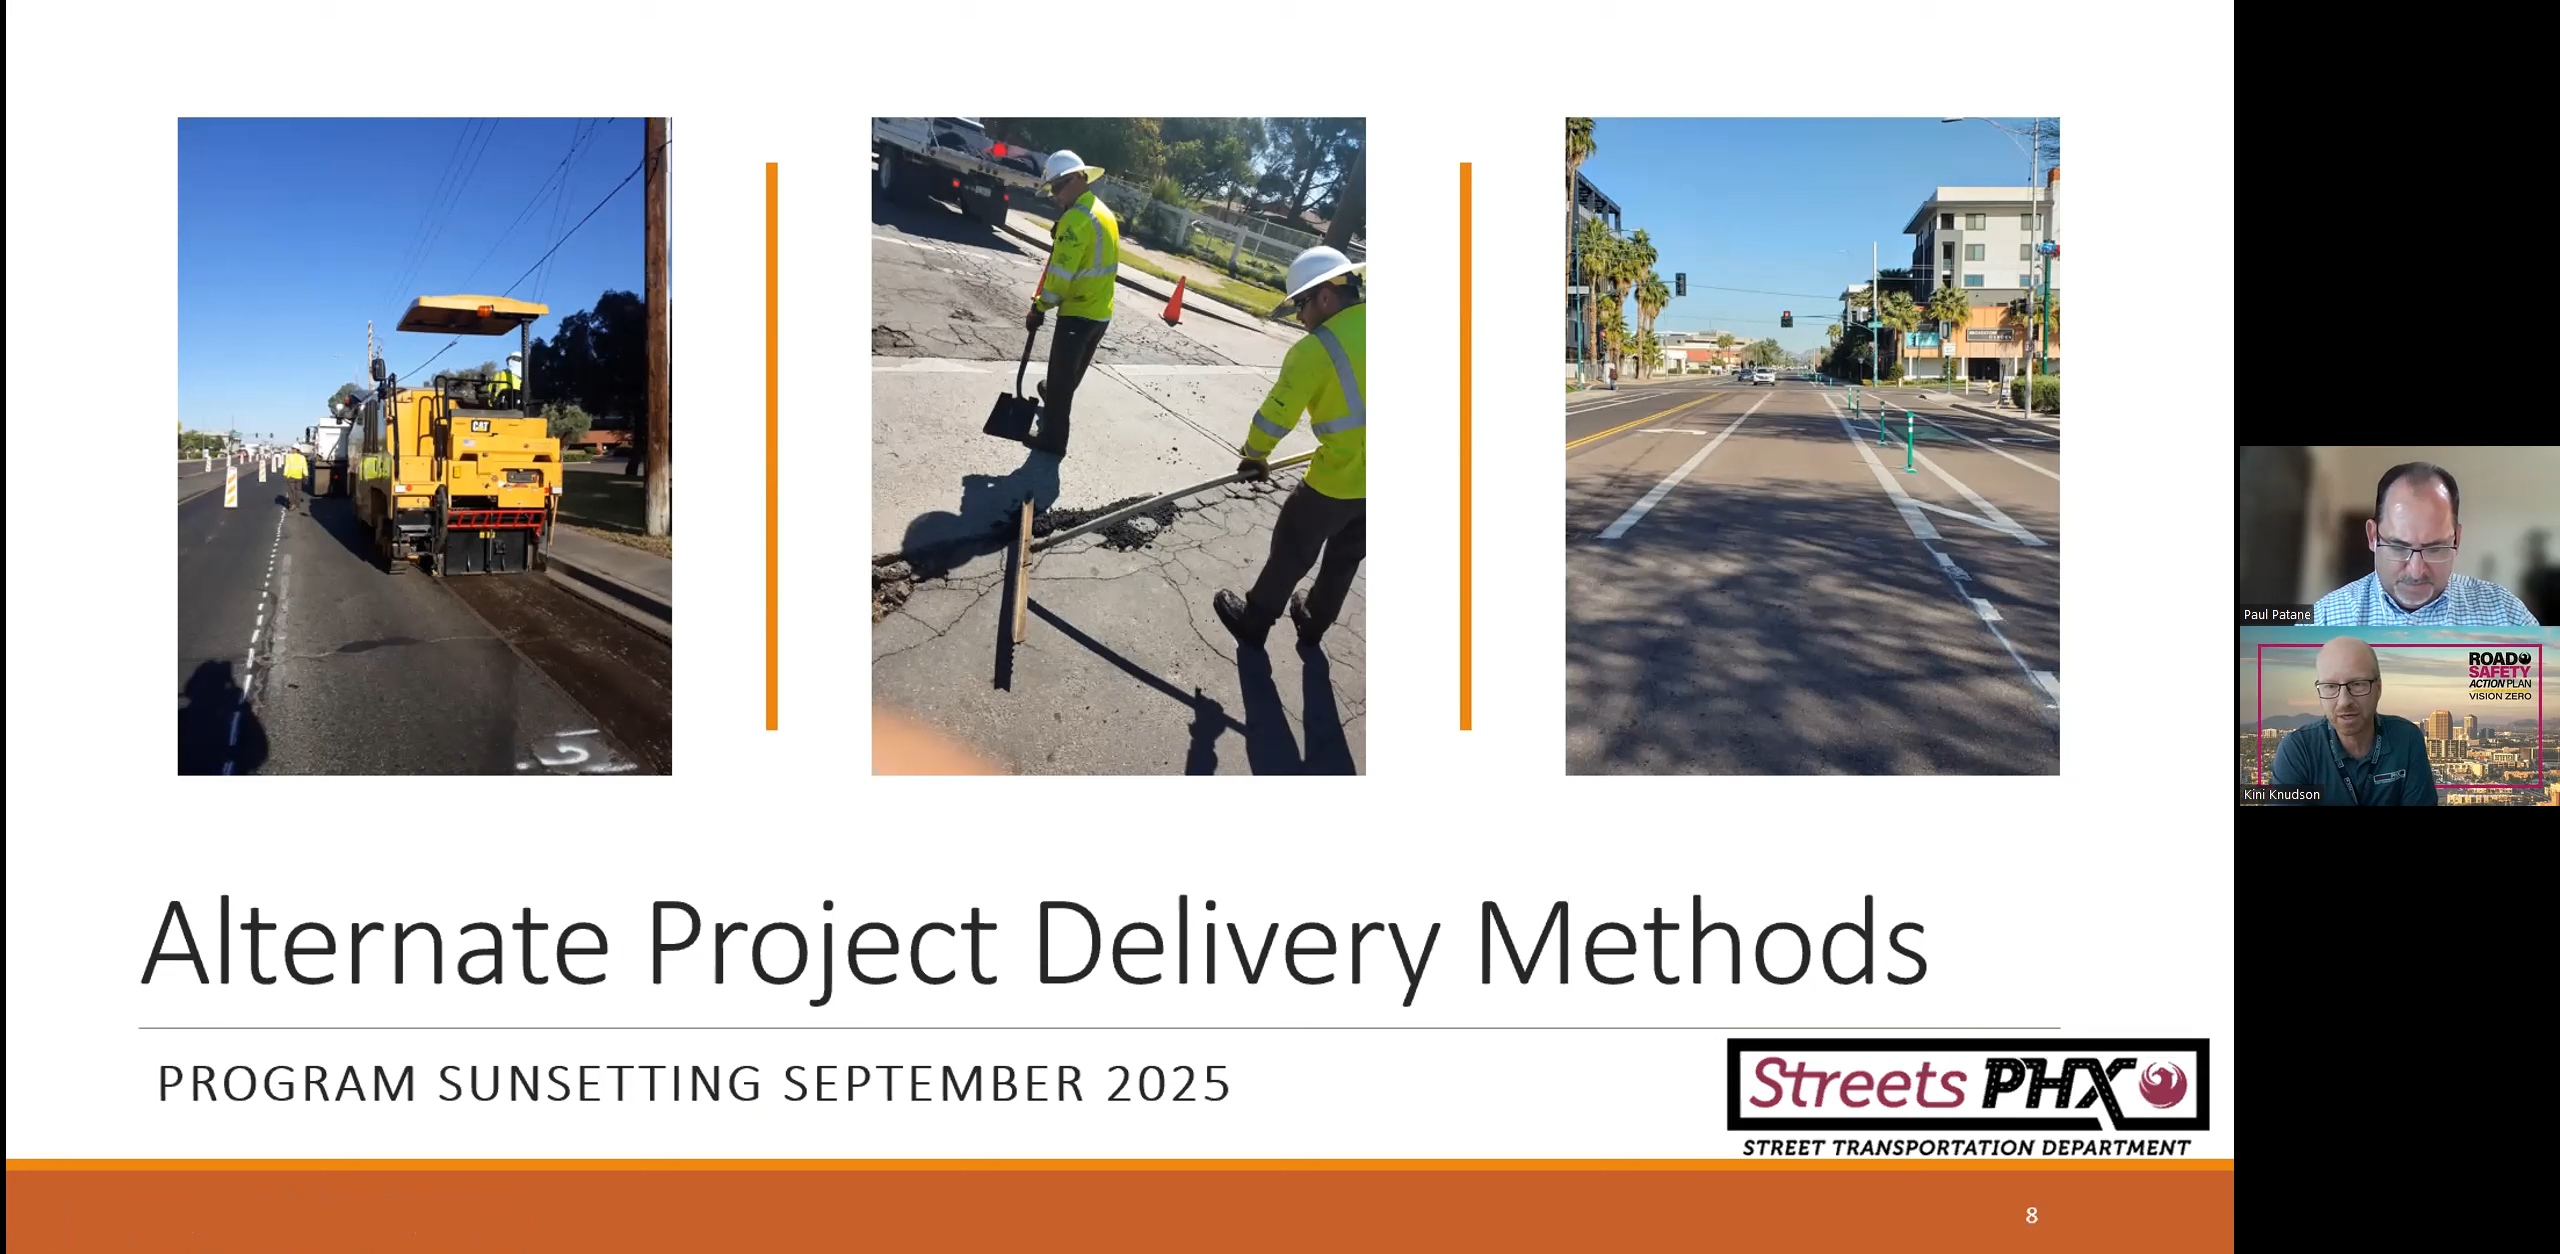 CAT
Alternate Project Delivery Methods
PROGRAM SUNSETTING SEPTEMBER 2025
Streets PHX
STREET TRANSPORTATION DEPARTMENT
8
Paul Patane
ROAD
SAFETY
ACTION PLAN
VISION ZERO
Kini Knudson